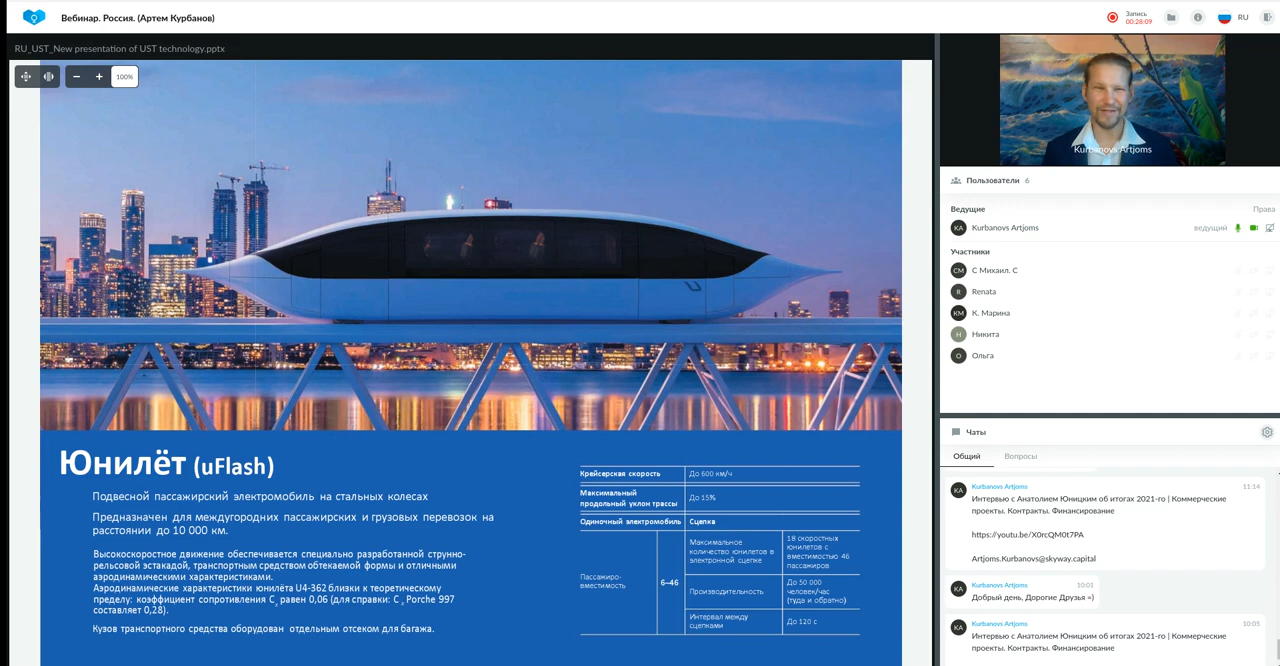 Вебинар. Россия. (Артем Курбанов)
Запись
00:28:09
RU
RU_UST_New presentation of UST technology.pptx
100%
Юнилёт (uFlash)
Подвесной пассажирский электромобиль на стальных колесах
Предназначен для междугородних пассажирских и грузовых перевозок на
расстоянии до 10 000 км.
Высокоскоростное движение обеспечивается специально разработанной струнно-
рельсовой эстакадой, транспортным средством обтекаемой формы и отличными
аэродинамическими характеристиками.
Аэродинамические характеристики юнилёта U4-362 близки к теоретическому
пределу: коэффициент сопротивления Cx равен 0,06 (для справки: Cx Porche 997
составляет 0,28).
Кузов транспортного средства оборудован отдельным отсеком для багажа.
Крейсерская скорость До 600 км/ч
Максимальный
продольный уклон трассы До 15%
Одиночный электромобиль Сцепка
Пассажиро-
вместимость
6–46
Максимальное
количество юнилетов в
электронной сцепке
18 скоростных
юнилетов с
вместимостью 46
пассажиров
Производительность
До 50 000
человек/час
(туда и обратно)
Интервал между
сцепками
До 120 с
Kurbanovs Artjoms
Пользователи 6
Ведущие Права
KA Kurbanovs Artjoms ведущий
Участники
СМ С Михаил. С
R Renata
КМ К. Марина
Н Никита
О Ольга
Чаты
Общий Вопросы
KA Kurbanovs Artjoms 11:14
Интервью с Анатолием Юницким об итогах 2021-го | Коммерческие
проекты. Контракты. Финансирование
https://youtu.be/X0rcQM0t7PA
Artjoms.Kurbanovs@skyway.capital
KA Kurbanovs Artjoms 10:01
Добрый день, Дорогие Друзья =)
KA Kurbanovs Artjoms 10:05
Интервью с Анатолием Юницким об итогах 2021-го | Коммерческие
проекты. Контракты. Финансирование